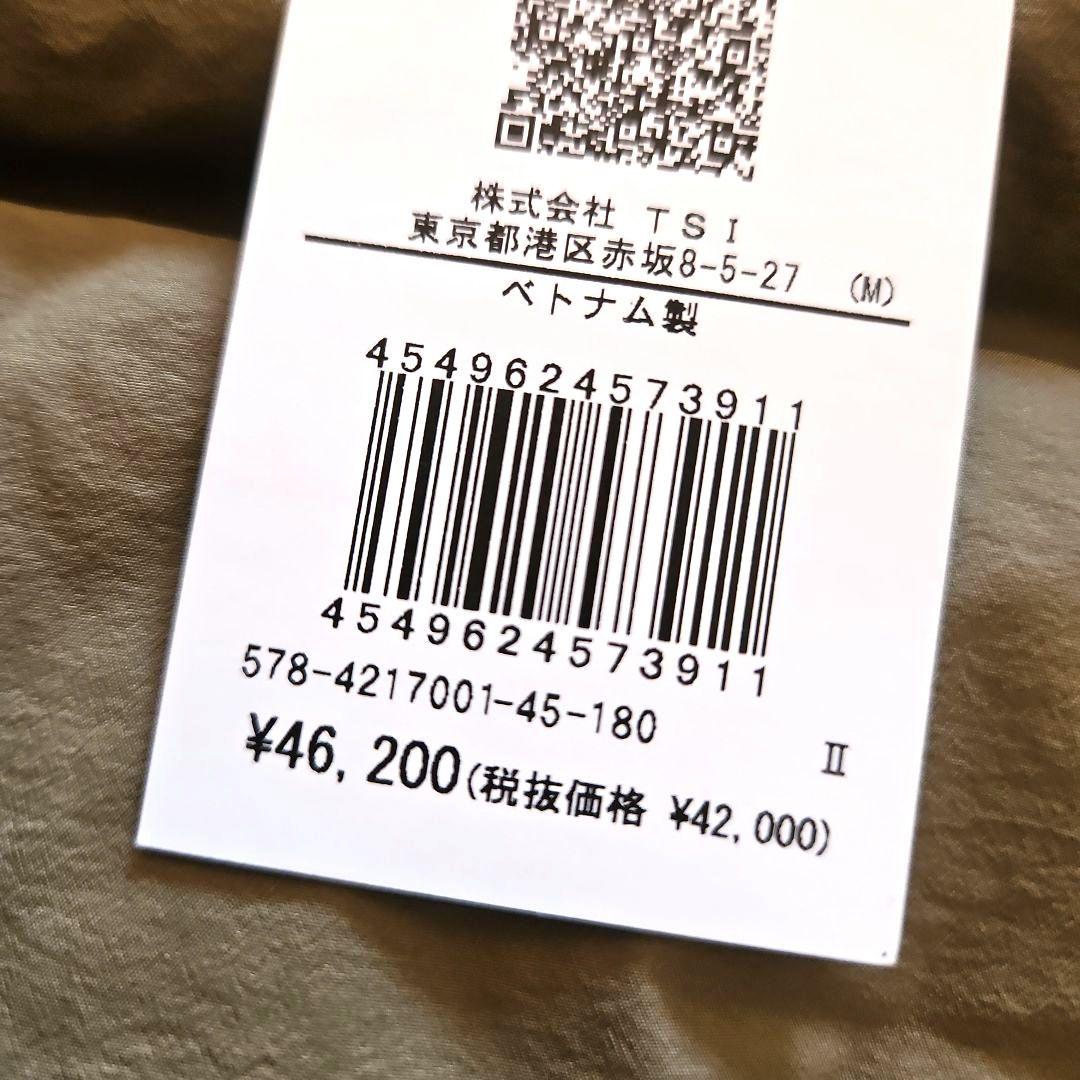 株式会社 TSI
東京都港区赤坂8-5-27 (M)
ベトナム製
4549624573911
4549624573911
578-4217001-45-180
Ⅱ
¥46,200(税抜価格 ¥42,000)